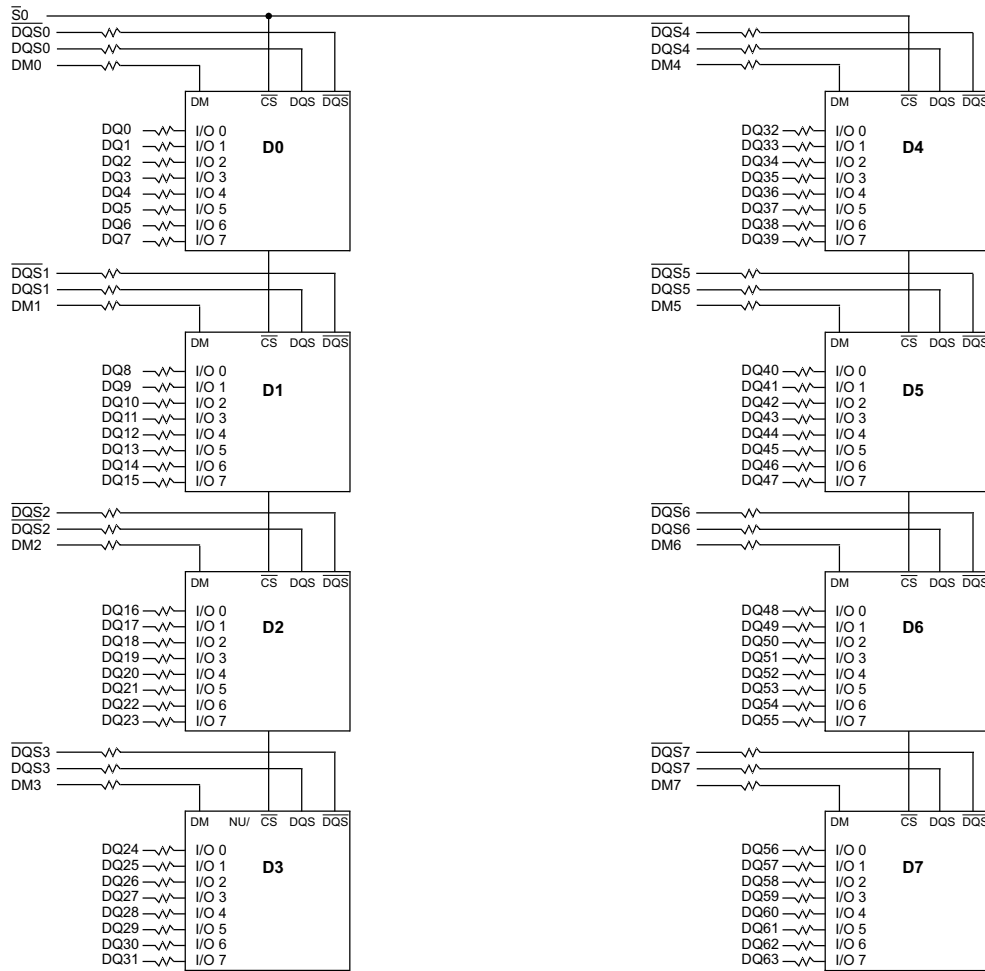 S0
DQS0
DQS0
DM0
DM CS DQS DQS
D0
DQ0 I/O 0
DQ1 I/O 1
DQ2 I/O 2
DQ3 I/O 3
DQ4 I/O 4
DQ5 I/O 5
DQ6 I/O 6
DQ7 I/O 7
DQS1
DQS1
DM1
DM CS DQS DQS
D1
DQ8 I/O 0
DQ9 I/O 1
DQ10 I/O 2
DQ11 I/O 3
DQ12 I/O 4
DQ13 I/O 5
DQ14 I/O 6
DQ15 I/O 7
DQS2
DQS2
DM2
DM CS DQS DQS
D2
DQ16 I/O 0
DQ17 I/O 1
DQ18 I/O 2
DQ19 I/O 3
DQ20 I/O 4
DQ21 I/O 5
DQ22 I/O 6
DQ23 I/O 7
DQS3
DQS3
DM3
DM NU/ CS DQS DQS
D3
DQ24 I/O 0
DQ25 I/O 1
DQ26 I/O 2
DQ27 I/O 3
DQ28 I/O 4
DQ29 I/O 5
DQ30 I/O 6
DQ31 I/O 7
DQS4
DQS4
DM4
DM CS DQS DQS
D4
DQ32 I/O 0
DQ33 I/O 1
DQ34 I/O 2
DQ35 I/O 3
DQ36 I/O 4
DQ37 I/O 5
DQ38 I/O 6
DQ39 I/O 7
DQS5
DQS5
DM5
DM CS DQS DQS
D5
DQ40 I/O 0
DQ41 I/O 1
DQ42 I/O 2
DQ43 I/O 3
DQ44 I/O 4
DQ45 I/O 5
DQ46 I/O 6
DQ47 I/O 7
DQS6
DQS6
DM6
DM CS DQS DQS
D6
DQ48 I/O 0
DQ49 I/O 1
DQ50 I/O 2
DQ51 I/O 3
DQ52 I/O 4
DQ53 I/O 5
DQ54 I/O 6
DQ55 I/O 7
DQS7
DQS7
DM7
DM CS DQS DQS
D7
DQ56 I/O 0
DQ57 I/O 1
DQ58 I/O 2
DQ59 I/O 3
DQ60 I/O 4
DQ61 I/O 5
DQ62 I/O 6
DQ63 I/O 7